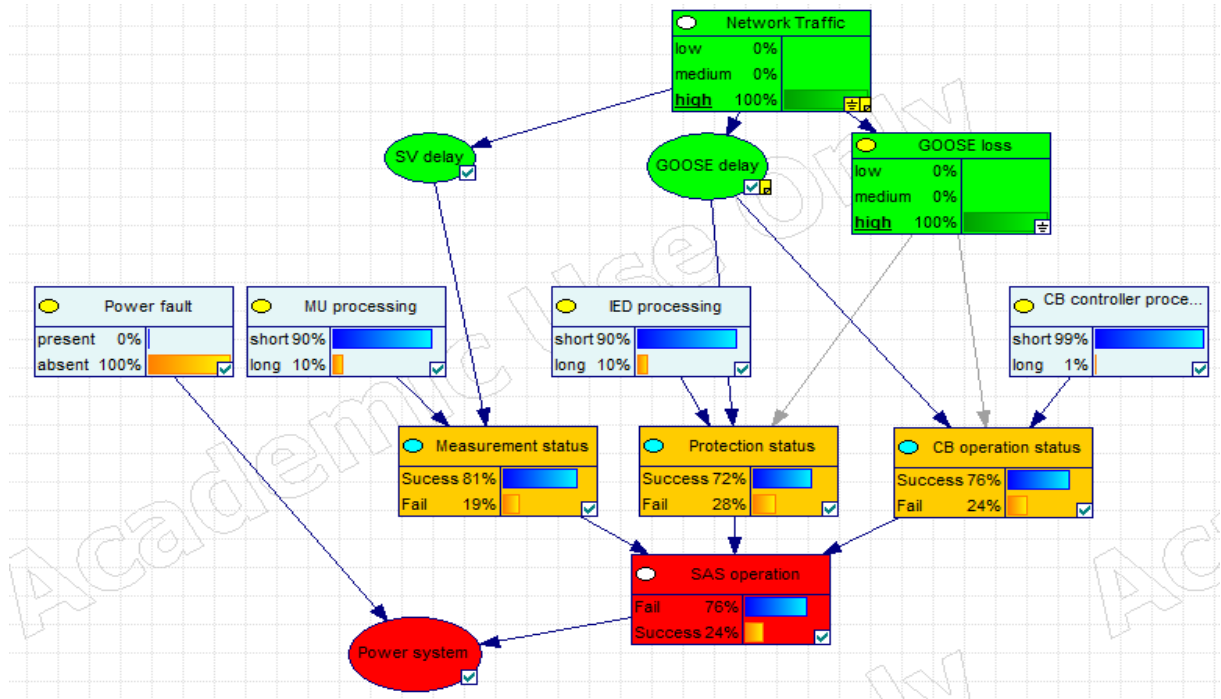 Network Traffic
low 0%
medium 0%
high 100%
SV delay
GOOSE delay
GOOSE loss
low 0%
medium 0%
high 100%
Power fault
present 0%
absent 100%
MU processing
short 90%
long 10%
IED processing
short 90%
long 10%
CB controller proce...
short 99%
long 1%
Measurement status
Sucess 81%
Fail 19%
Protection status
Success 72%
Fail 28%
CB operation status
Success 76%
Fail 24%
SAS operation
Fail 76%
Success 24%
Power system
Academic Use Only
Ac
only